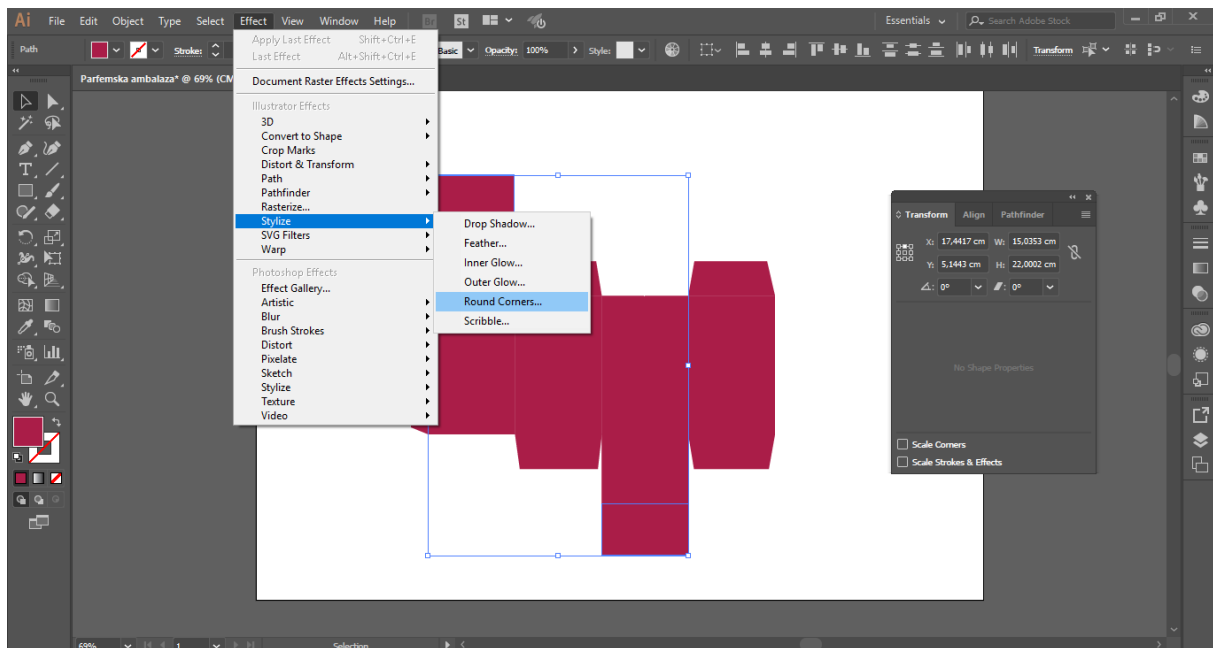 Ai File Edit Object Type Select Effect View Window Help Br St Essentials Search Adobe Stock
Path Stroke: Basic Opacity: 100% Style: Transform
Parfemska ambalaza* @ 69% (CM
Apply Last Effect Shift+Ctrl+E
Last Effect Alt+Shift+Ctrl+E
Document Raster Effects Settings...
Illustrator Effects
3D
Convert to Shape
Crop Marks
Distort & Transform
Path
Pathfinder
Rasterize...
Stylize
SVG Filters
Warp
Photoshop Effects
Effect Gallery...
Artistic
Blur
Brush Strokes
Distort
Pixelate
Sketch
Stylize
Texture
Video
Drop Shadow...
Feather...
Inner Glow...
Outer Glow...
Round Corners...
Scribble...
Transform Align Pathfinder
X: 17,4417 cm W: 15,0353 cm
Y: 5,1443 cm H: 22,0002 cm
0° 0°
No Shape Properties
Scale Corners
Scale Strokes & Effects
69% 1 Selection